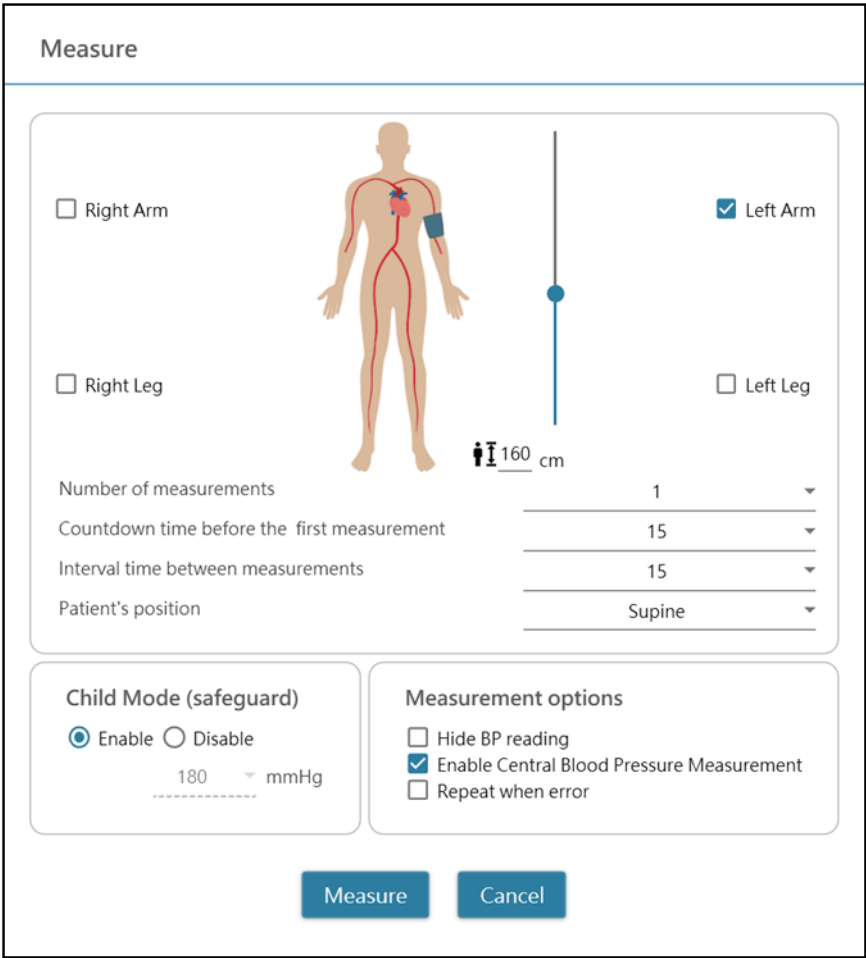 Measure
Right Arm
Left Arm
Right Leg
Left Leg
160 cm
Number of measurements 1
Countdown time before the first measurement 15
Interval time between measurements 15
Patient's position Supine
Child Mode (safeguard)
Enable Disable
180 mmHg
Measurement options
Hide BP reading
Enable Central Blood Pressure Measurement
Repeat when error
Measure Cancel